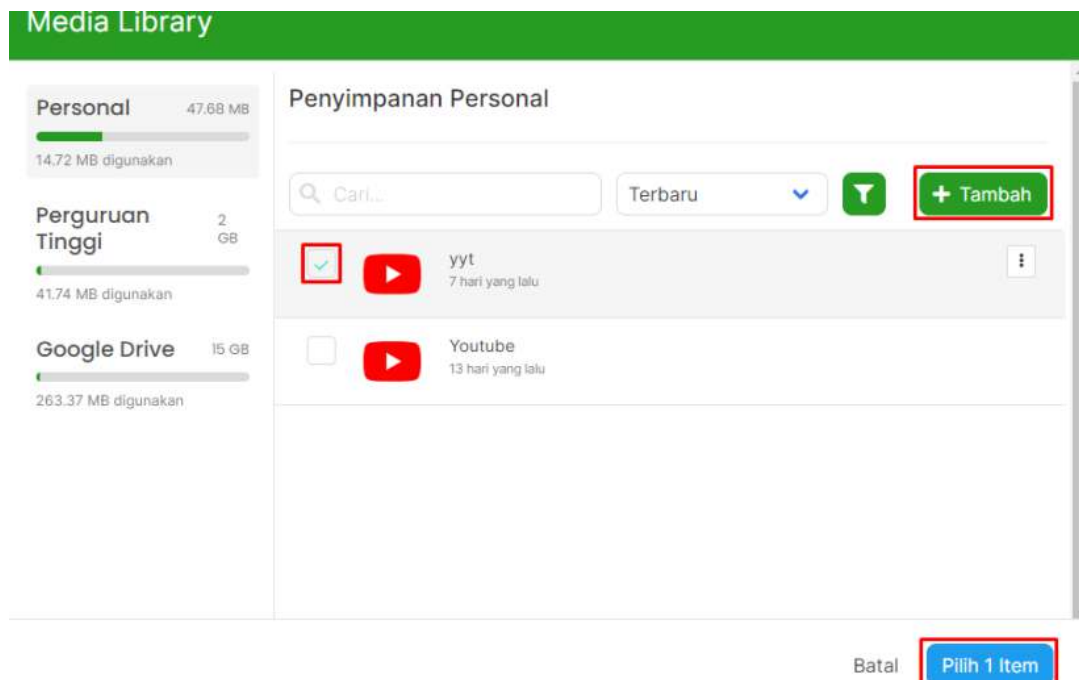 Media Library
Personal 47.68 MB
14.72 MB digunakan
Perguruan Tinggi 2 GB
41.74 MB digunakan
Google Drive 15 GB
263.37 MB digunakan
Penyimpanan Personal
Cari...
Terbaru
+ Tambah
yyt
7 hari yang lalu
Youtube
13 hari yang lalu
Batal
Pilih 1 Item